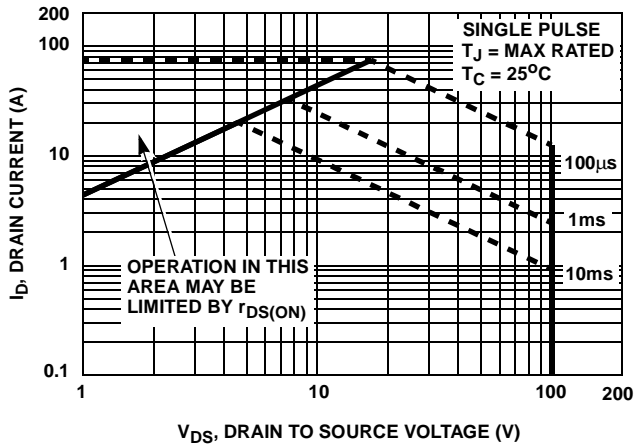 200
100
10
1
0.1
I_D, DRAIN CURRENT (A)
SINGLE PULSE
T_J = MAX RATED
T_C = 25°C
100μs
1ms
10ms
OPERATION IN THIS
AREA MAY BE
LIMITED BY r_DS(ON)
1
10
100
200
V_DS, DRAIN TO SOURCE VOLTAGE (V)